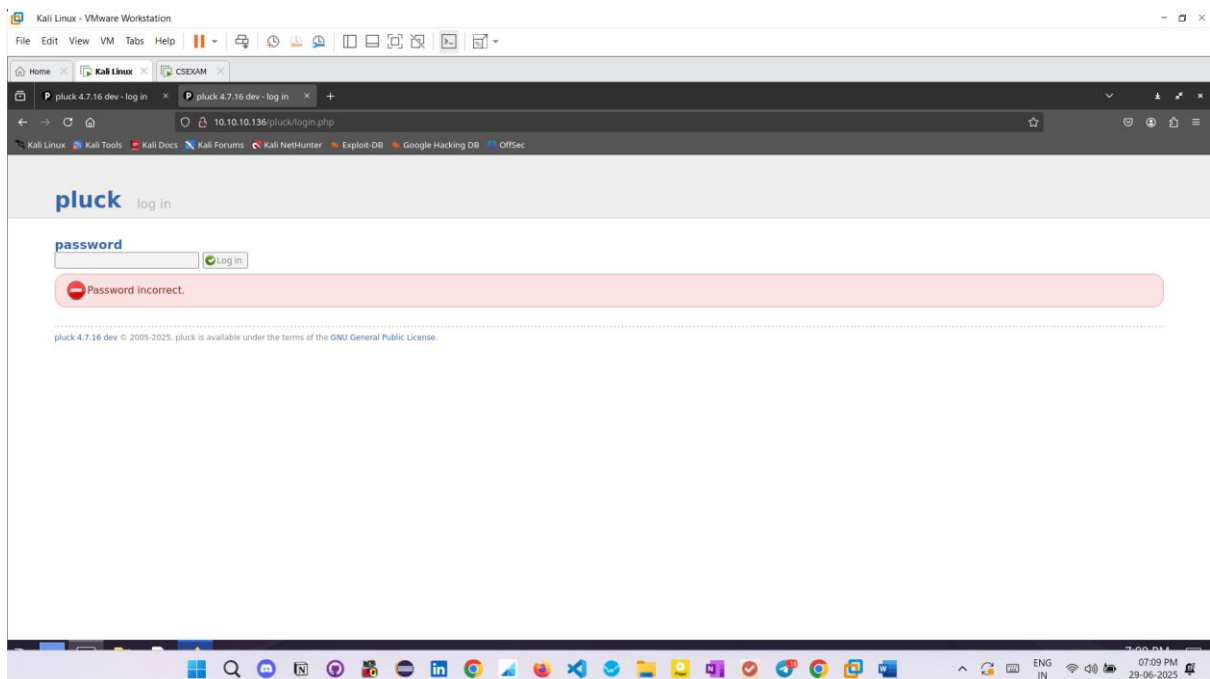 Kali Linux - VMware Workstation
File Edit View VM Tabs Help
Home Kali Linux CSEXAM
pluck 4.7.16 dev - log in pluck 4.7.16 dev - log in
10.10.10.136/pluck/login.php
Kali Linux Kali Tools Kali Docs Kali Forums Kali NetHunter Exploit-DB Google Hacking DB OffSec
pluck log in
password
Log in
Password incorrect.
pluck 4.7.16 dev © 2005-2025. pluck is available under the terms of the GNU General Public License.
ENG 07:09 PM
IN 29-06-2025